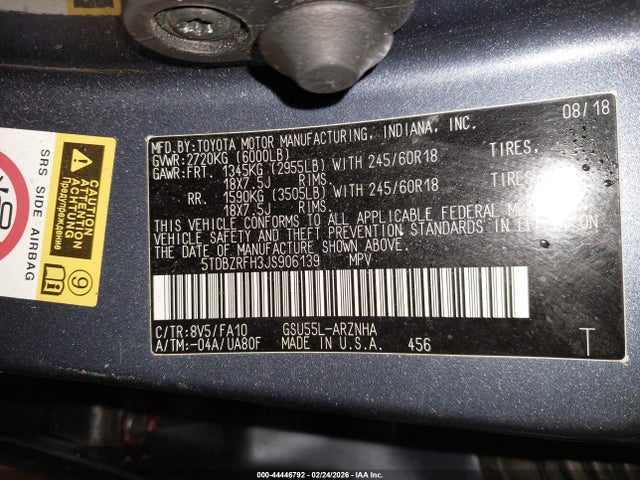 MFD. BY: TOYOTA MOTOR MANUFACTURING, INDIANA, INC. 08/18
GVWR: 2720KG (6000LB)
GAWR: FRT. 1345KG (2955LB) WITH 245/60R18 TIRES.
18X7.5J RIMS
RR. 1590KG (3505LB) WITH 245/60R18 TIRES.
18X7.5J RIMS
THIS VEHICLE CONFORMS TO ALL APPLICABLE FEDERAL
VEHICLE SAFETY AND THEFT PREVENTION STANDARDS IN EFFECT ON
THE DATE OF MANUFACTURE SHOWN ABOVE.
5TDBZRFH3JS906139 MPV
C/TR: 8V5/FA10 GSU55L-ARZNHA
A/TM: -04A/UA80F MADE IN U.S.A. 456 T
SRS SIDE AIRBAG
CAUTION
ACHTUNG
Предупреждение
9
000-44446792 - 02/24/2026 - IAA Inc.